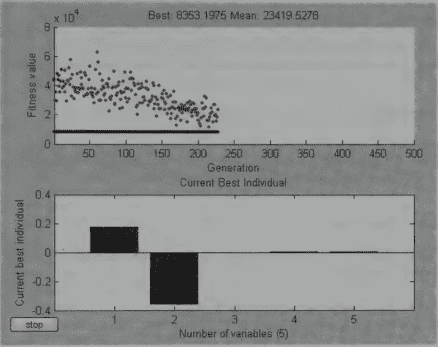 Best: 8353.1975 Mean: 23419.5278
x 10^4
8
6
4
2
0
Fitness value
50 100 150 200 250 300 350 400 450 500
Generation
Current Best Individual
0.4
0.2
0
-0.2
-0.4
Current best individual
1 2 3 4 5
Number of variables (5)
stop